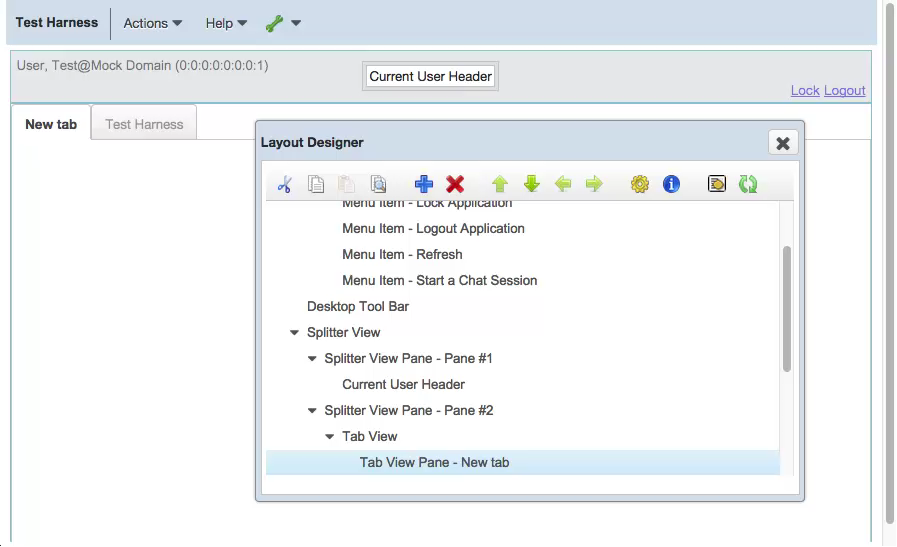 Test Harness Actions Help
User, Test@Mock Domain (0:0:0:0:0:0:0:1)
Current User Header
Lock Logout
New tab Test Harness
Layout Designer
Menu Item - Lock Application
Menu Item - Logout Application
Menu Item - Refresh
Menu Item - Start a Chat Session
Desktop Tool Bar
Splitter View
Splitter View Pane - Pane #1
Current User Header
Splitter View Pane - Pane #2
Tab View
Tab View Pane - New tab